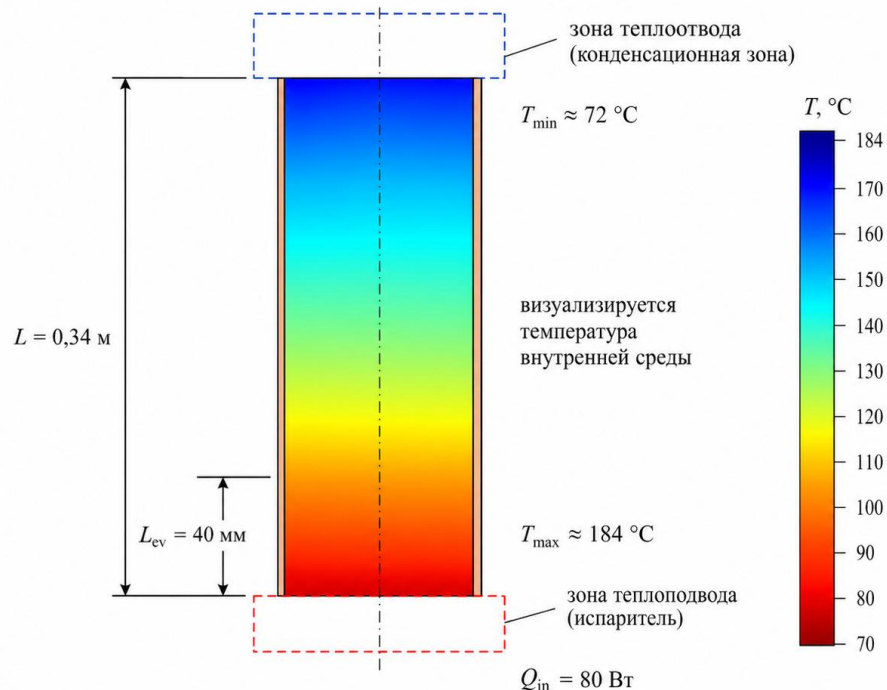 зона теплоотвода
(конденсационная зона)
T, °C
T_min ≈ 72 °C
184
170
160
150
140
130
120
110
100
90
80
70
визуализируется
температура
внутренней среды
L = 0,34 м
L_ev = 40 мм
T_max ≈ 184 °C
зона теплоподвода
(испаритель)
Q_in = 80 Вт